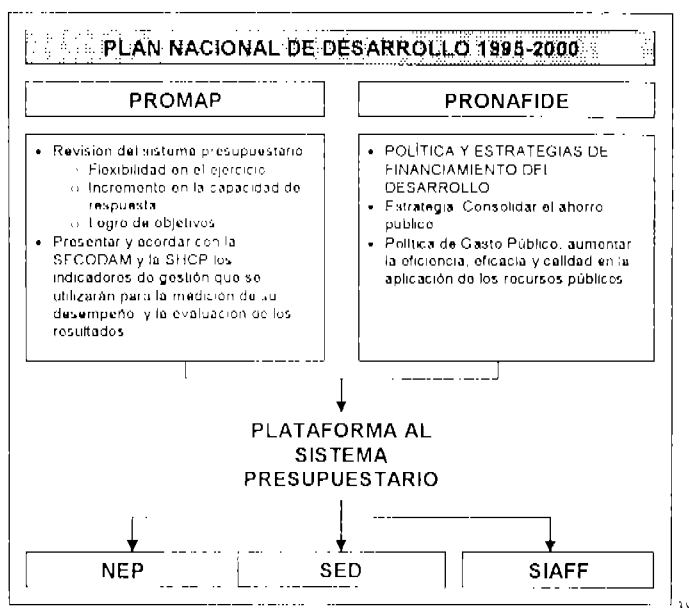 PLAN NACIONAL DE DESARROLLO 1995-2000
PROMAP
• Revisión del sistema presupuestario
○ Flexibilidad en el ejercicio
○ Incremento en la capacidad de
respuesta
○ Logro de objetivos
• Presentar y acordar con la
SECODAM y la SHCP los
indicadores de gestión que se
utilizarán para la medición de su
desempeño y la evaluación de los
resultados
PRONAFIDE
• POLÍTICA Y ESTRATEGIAS DE
FINANCIAMIENTO DEL
DESARROLLO
• Estrategia. Consolidar el ahorro
publico
• Política de Gasto Público. aumentar
la eficiencia, eficacia y calidad en la
aplicación de los recursos públicos
PLATAFORMA AL
SISTEMA
PRESUPUESTARIO
NEP
SED
SIAFF